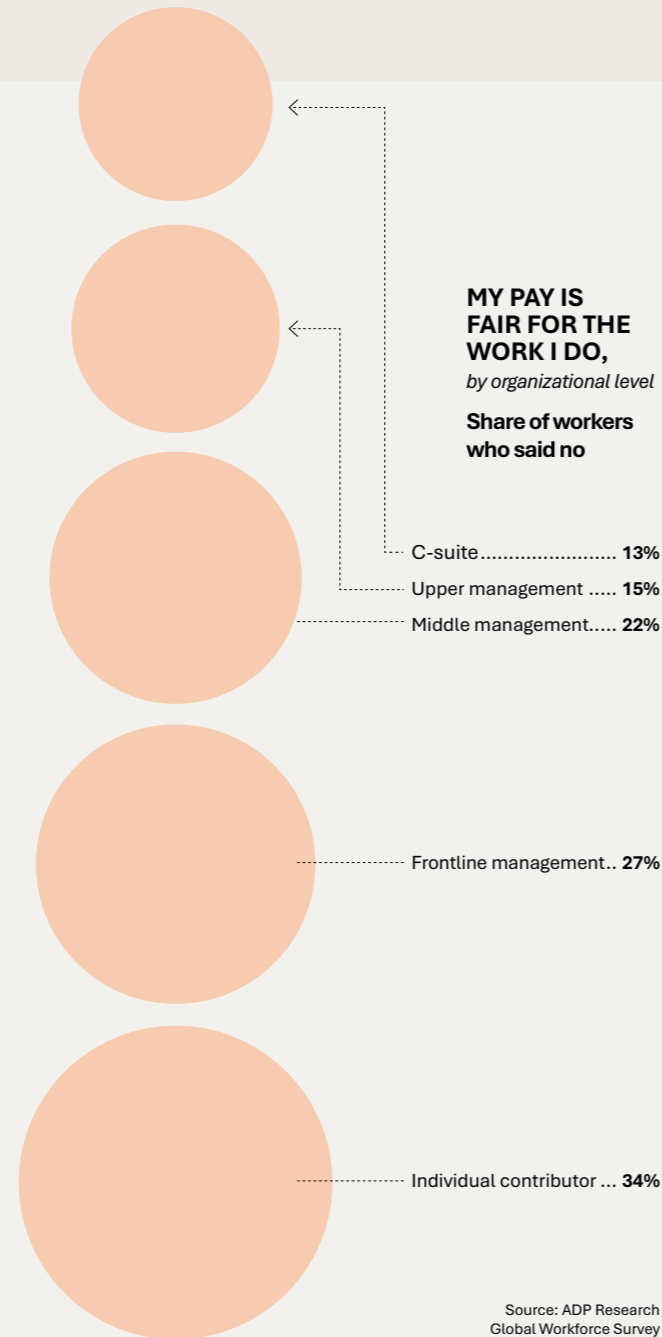 MY PAY IS
FAIR FOR THE
WORK I DO,
by organizational level
Share of workers
who said no
C-suite........................ 13%
Upper management ..... 15%
Middle management..... 22%
Frontline management.. 27%
Individual contributor ... 34%
Source: ADP Research
Global Workforce Survey